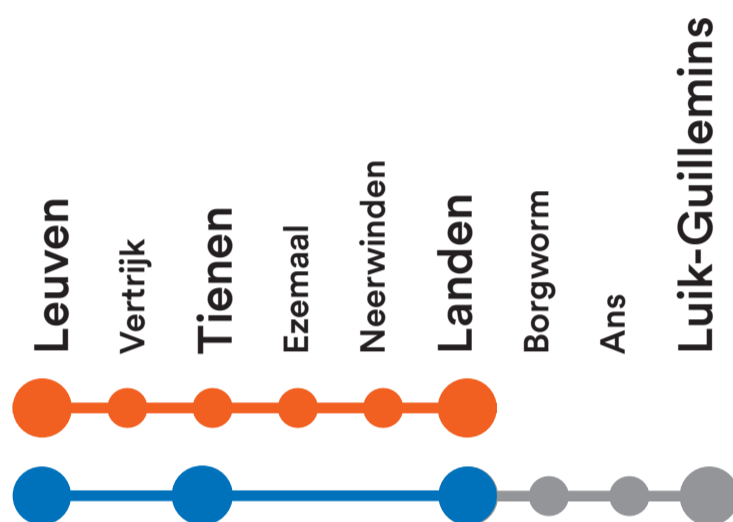 Leuven
Vertrijk
Tienen
Ezemaal
Neerwinden
Landen
Borgworm
Ans
Luik-Guillemins